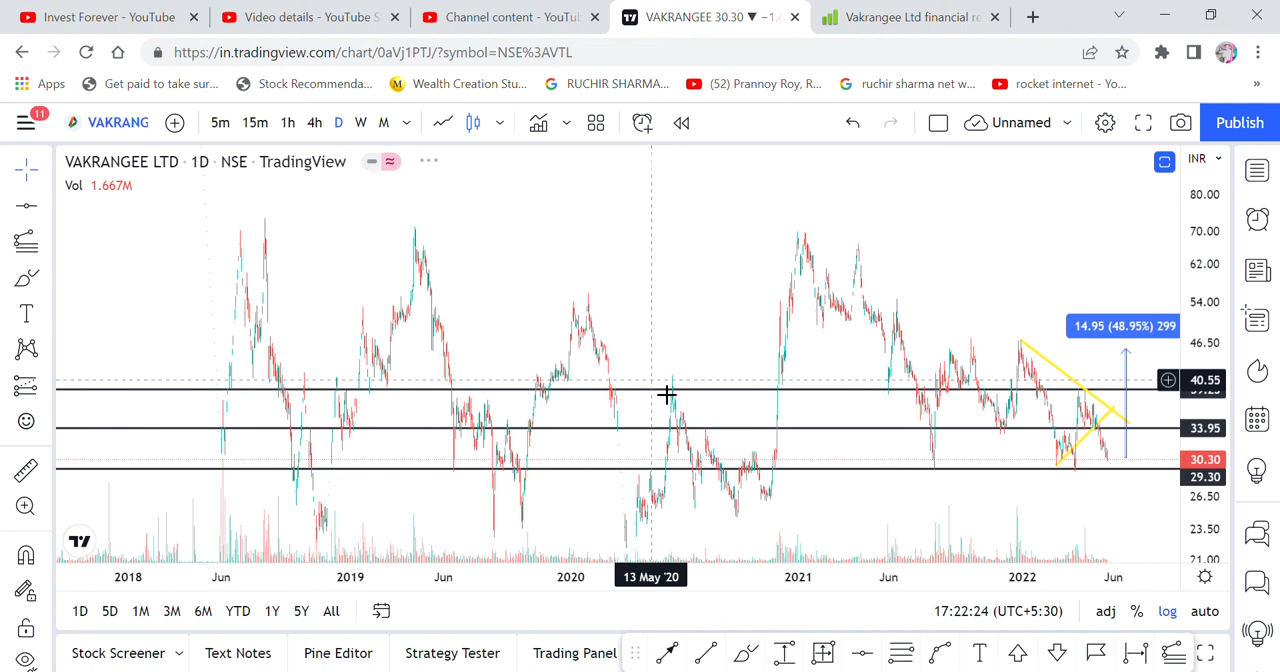 Invest Forever - YouTube
Video details - YouTube S
Channel content - YouTu
VAKRANGEE 30.30 ▼ −1.4
Vakrangee Ltd financial re
https://in.tradingview.com/chart/0aVj1PTJ/?symbol=NSE%3AVTL
Apps
Get paid to take sur...
Stock Recommenda...
Wealth Creation Stu...
RUCHIR SHARMA...
(52) Prannoy Roy, R...
ruchir sharma net w...
rocket internet - Yo...
11
VAKRANG
5m 15m 1h 4h D W M
Unnamed
Publish
VAKRANGEE LTD · 1D · NSE · TradingView
INR
Vol 1.667M
80.00
70.00
62.00
54.00
14.95 (48.95%) 299
46.50
40.55
33.95
30.30
29.30
26.50
23.50
21.00
2018 Jun 2019 Jun 2020 13 May '20 2021 Jun 2022 Jun
1D 5D 1M 3M 6M YTD 1Y 5Y All
17:22:24 (UTC+5:30) adj % log auto
Stock Screener Text Notes Pine Editor Strategy Tester Trading Panel